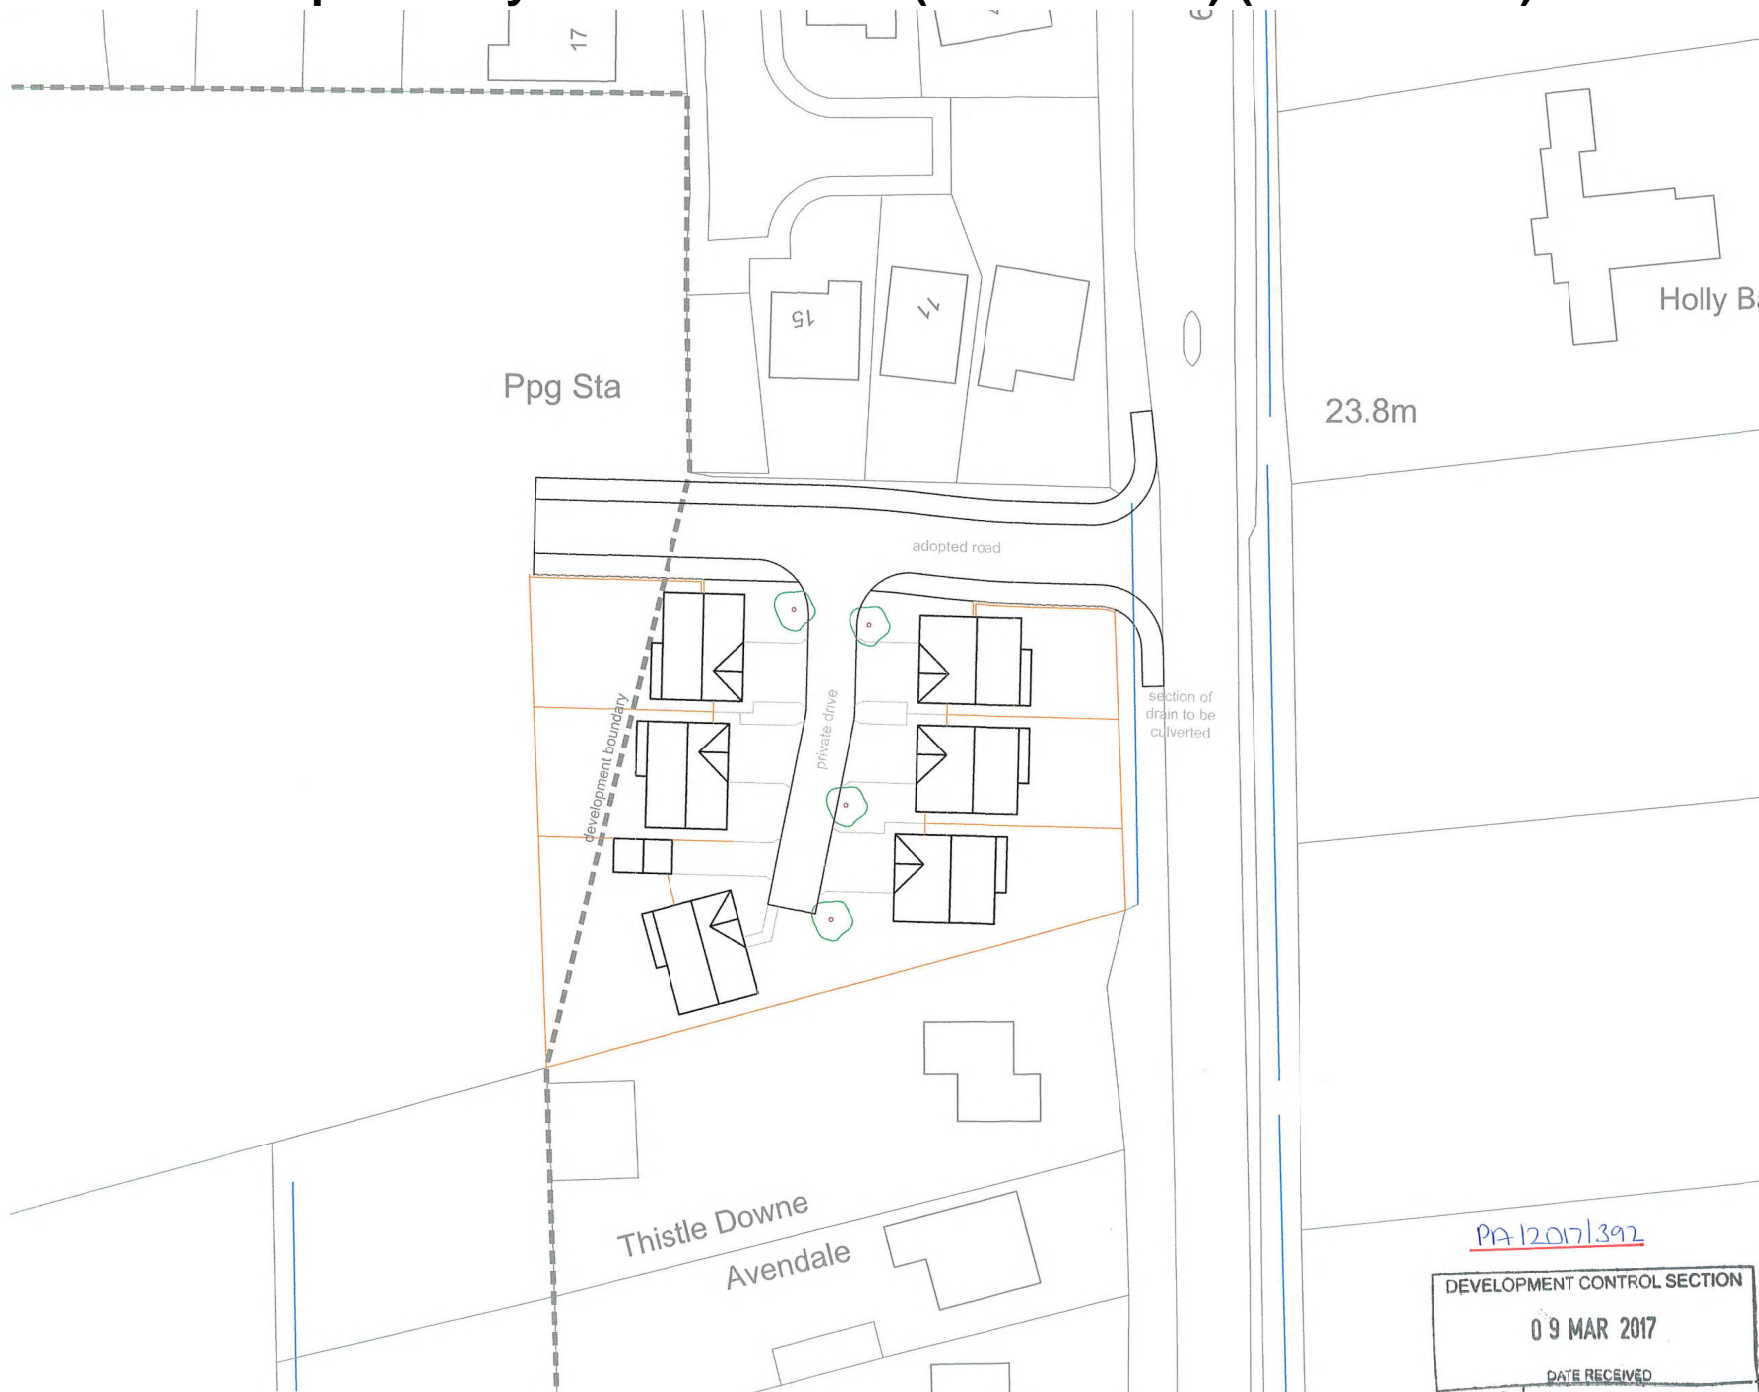 17
Ppg Sta
15
11
Holly Ba
23.8m
adopted road
private drive
development boundary
section of
drain to be
culverted
Thistle Downe
Avendale
PA/2017/392
DEVELOPMENT CONTROL SECTION
09 MAR 2017
DATE RECEIVED